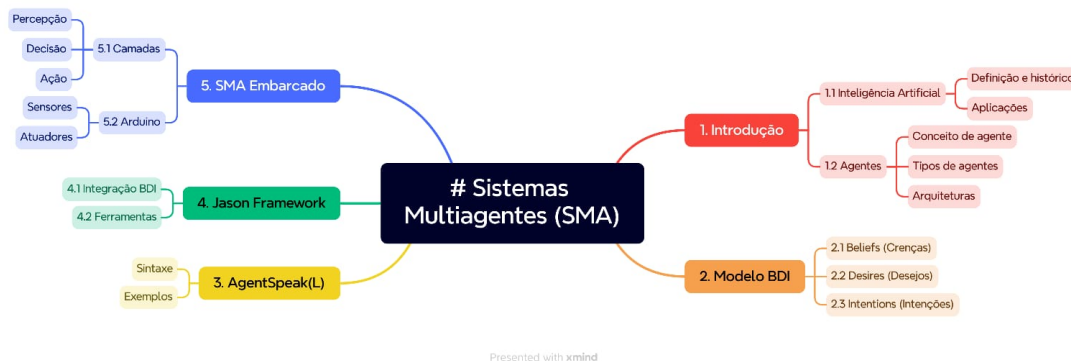 # Sistemas
Multiagentes (SMA)
1. Introdução
1.1 Inteligência Artificial
Definição e histórico
Aplicações
1.2 Agentes
Conceito de agente
Tipos de agentes
Arquiteturas
2. Modelo BDI
2.1 Beliefs (Crenças)
2.2 Desires (Desejos)
2.3 Intentions (Intenções)
3. AgentSpeak(L)
Sintaxe
Exemplos
4. Jason Framework
4.1 Integração BDI
4.2 Ferramentas
5. SMA Embarcado
5.1 Camadas
Percepção
Decisão
Ação
5.2 Arduino
Sensores
Atuadores
Presented with xmind